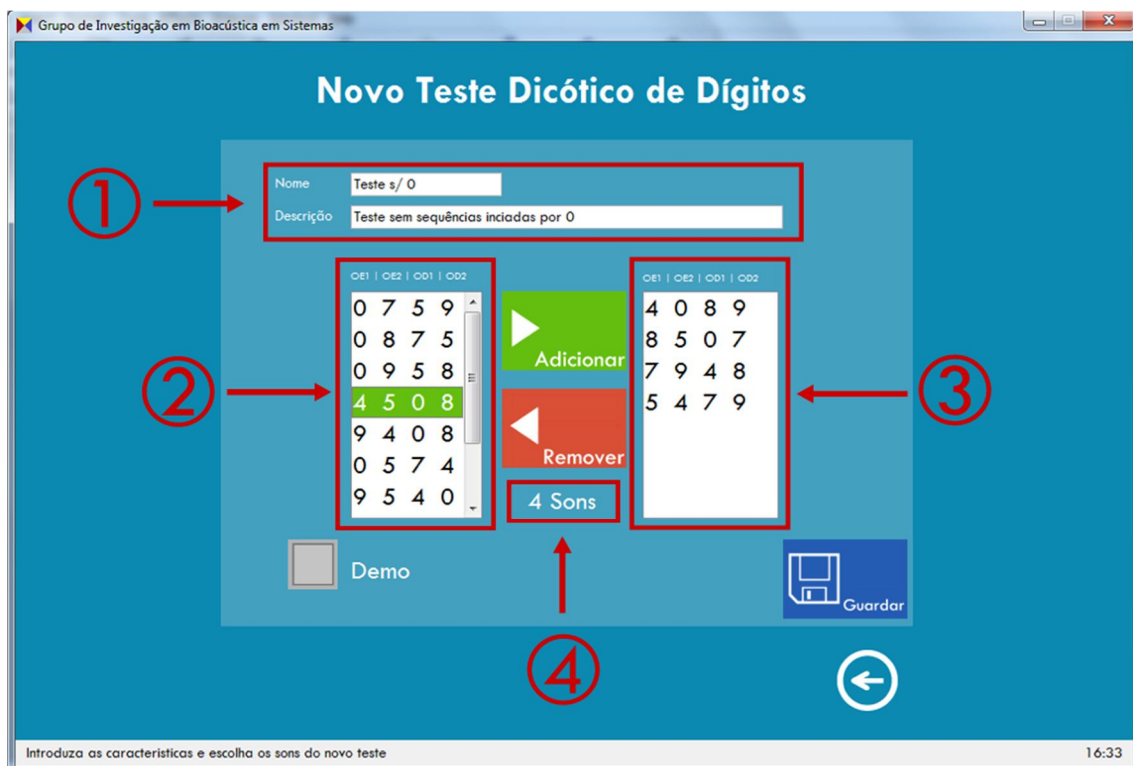 Grupo de Investigação em Bioacústica em Sistemas
Novo Teste Dicótico de Dígitos
①
Nome Teste s/ 0
Descrição Teste sem sequências inciadas por 0
OE1 | OE2 | OD1 | OD2
0 7 5 9
0 8 7 5
0 9 5 8
4 5 0 8
9 4 0 8
0 5 7 4
9 5 4 0
②
Adicionar
Remover
4 Sons
OE1 | OE2 | OD1 | OD2
4 0 8 9
8 5 0 7
7 9 4 8
5 4 7 9
③
Demo
Guardar
④
Introduza as caracteristicas e escolha os sons do novo teste
16:33